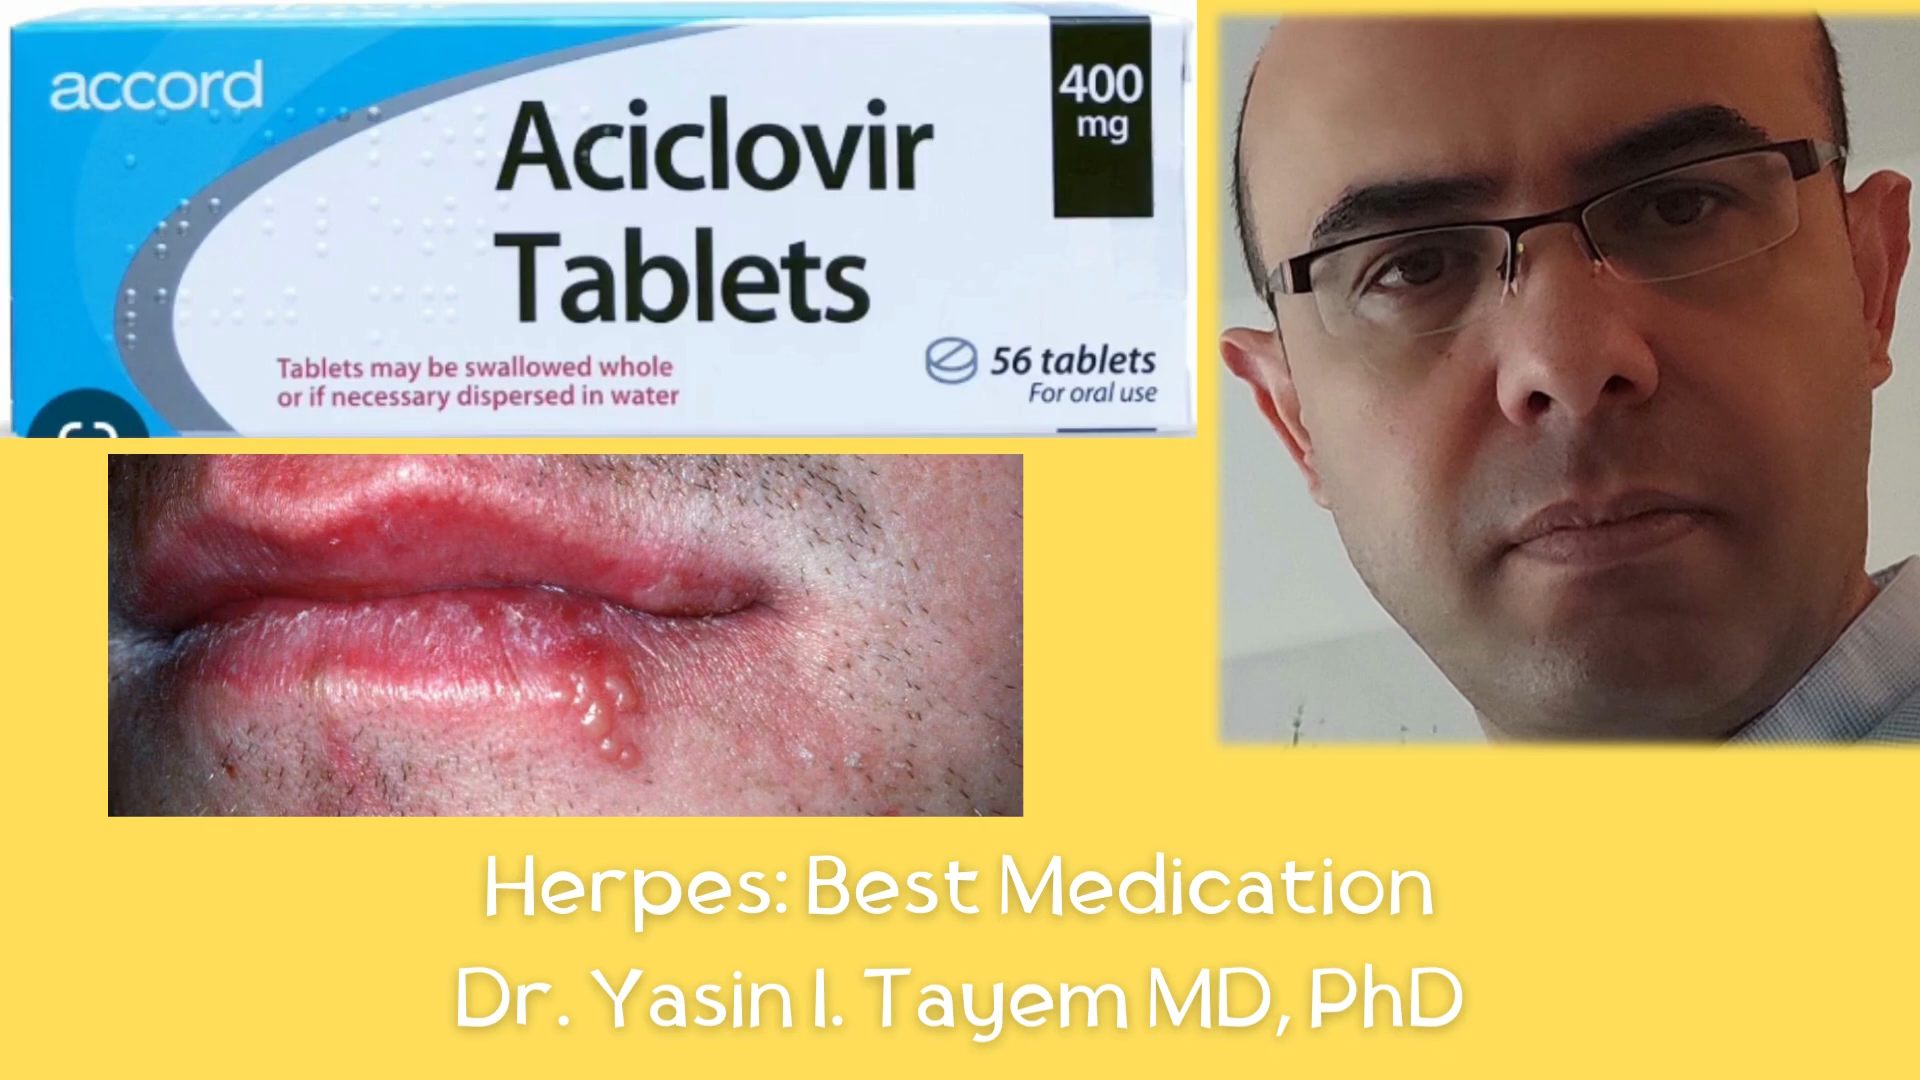 accord
Aciclovir
Tablets
400
mg
Tablets may be swallowed whole
or if necessary dispersed in water
56 tablets
For oral use
Herpes: Best Medication
Dr. Yasin I. Tayem MD, PhD